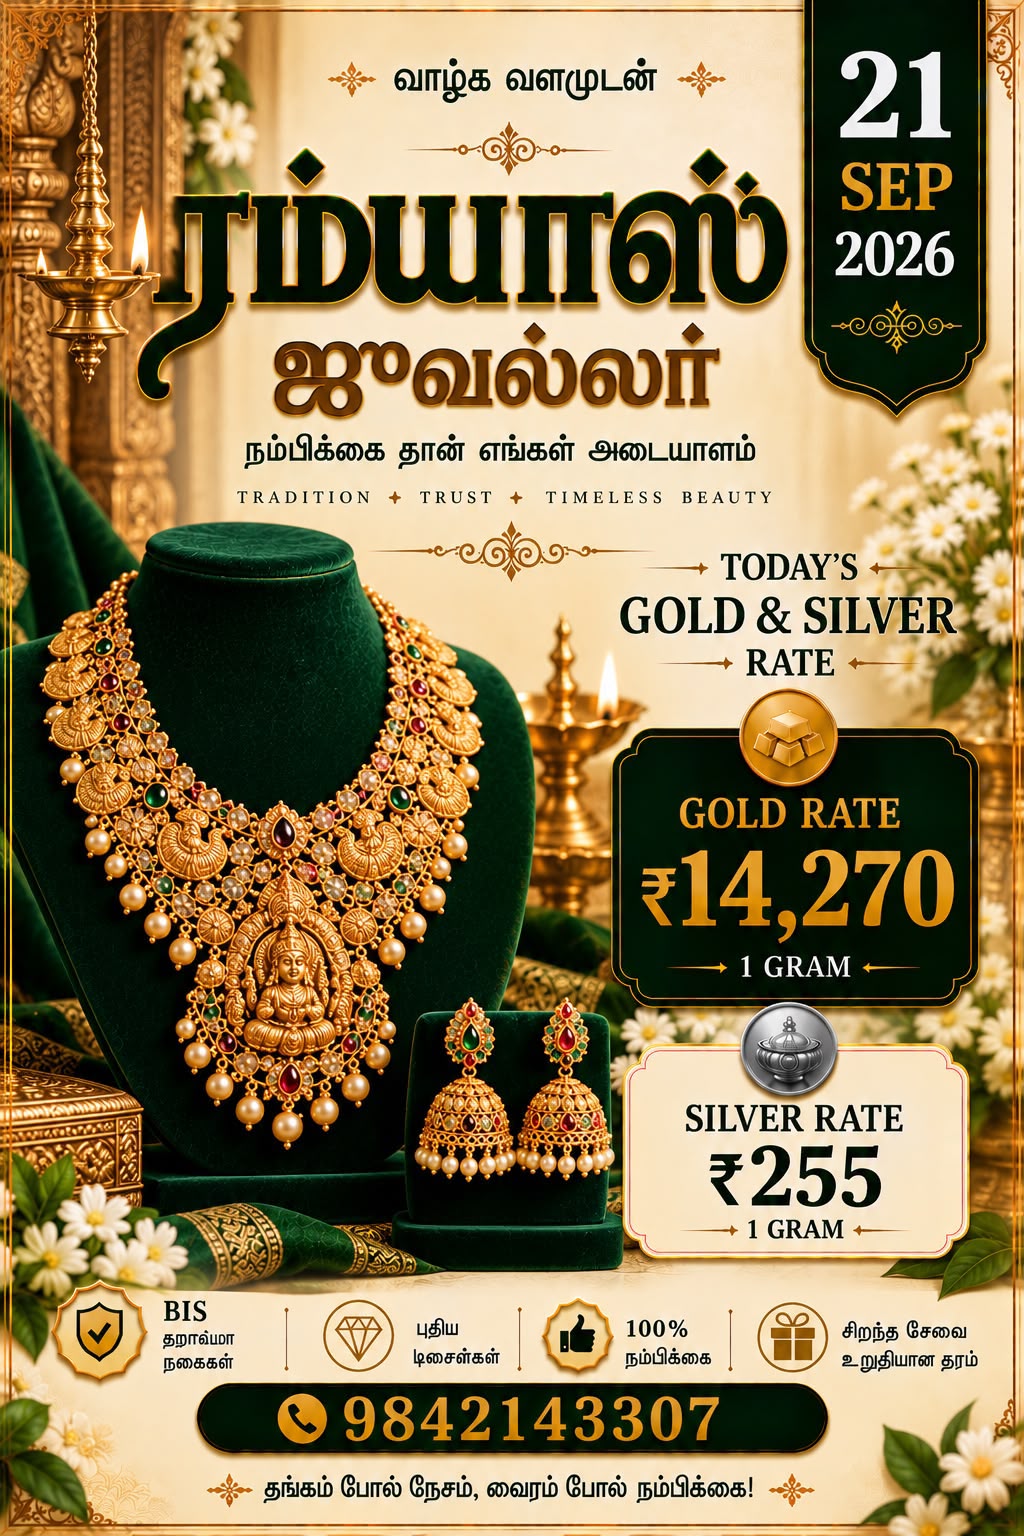 வாழ்க வளமுடன்
21
SEP
2026
ரம்யாஸ்
ஜுவல்லர்
நம்பிக்கை தான் எங்கள் அடையாளம்
TRADITION ✦ TRUST ✦ TIMELESS BEAUTY
TODAY'S
GOLD & SILVER
RATE
GOLD RATE
₹14,270
1 GRAM
SILVER RATE
₹255
1 GRAM
BIS
நகைகள்
புதிய
டிசைன்கள்
100%
நம்பிக்கை
சிறந்த சேவை
உறுதியான தரம்
9842143307
தங்கம் போல் நேசம், வைரம் போல் நம்பிக்கை!